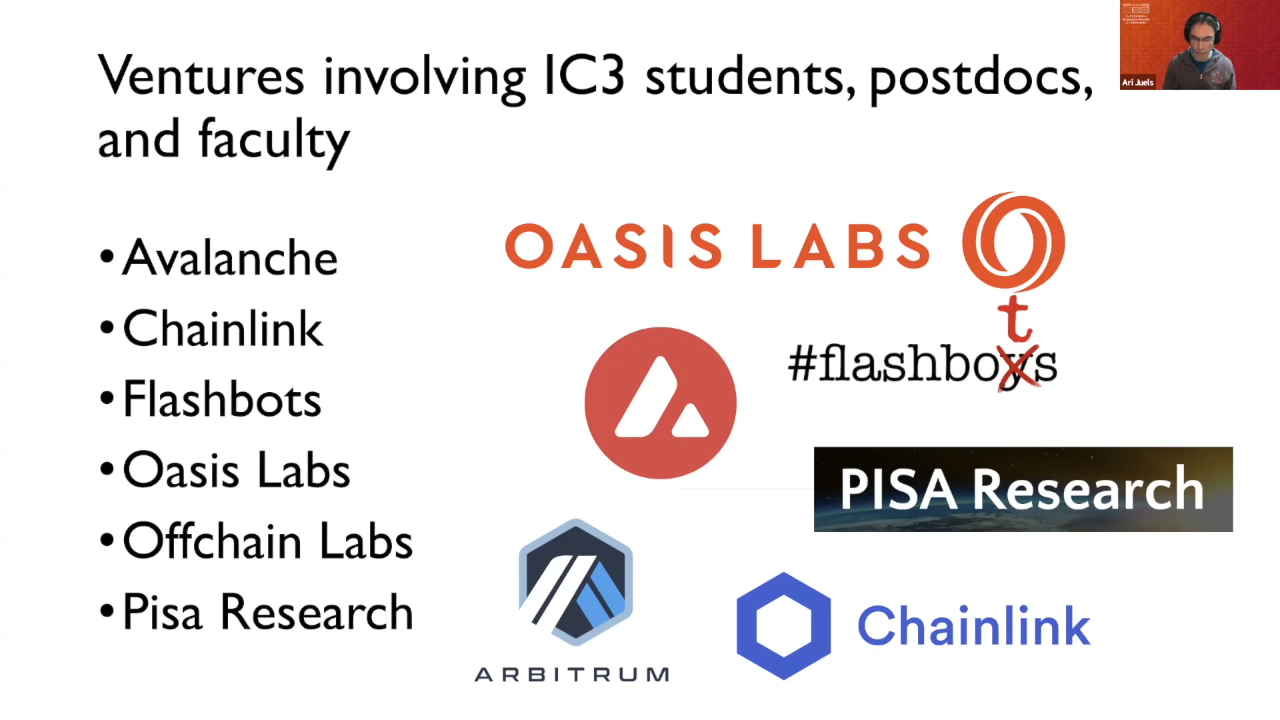 Ventures involving IC3 students, postdocs,
and faculty
Ari Juels
• Avalanche
• Chainlink
• Flashbots
• Oasis Labs
• Offchain Labs
• Pisa Research
OASIS LABS
t
#flashboys
PISA Research
ARBITRUM
Chainlink